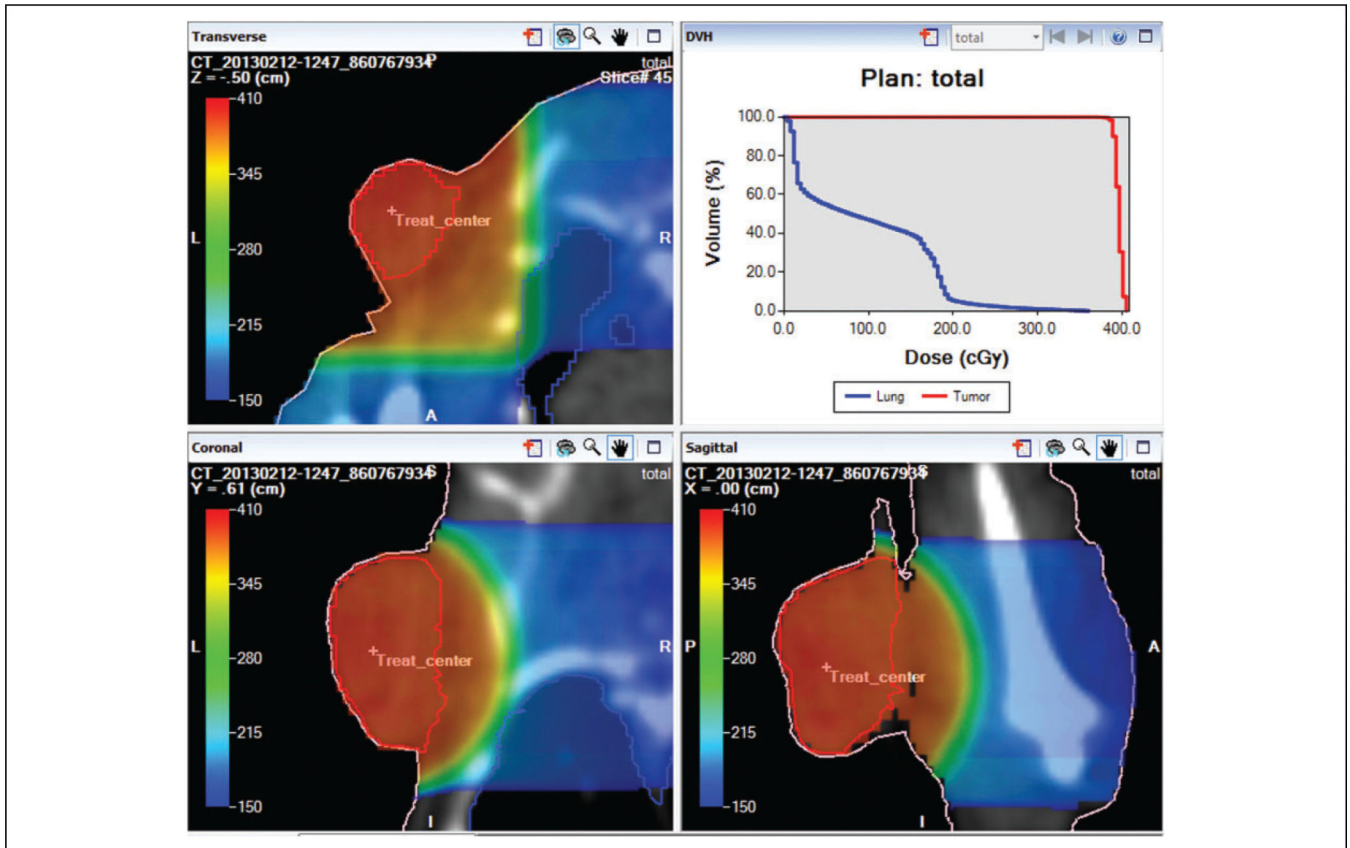 Transverse
CT_20130212-1247_860767934
P
total
Z = -.50 (cm)
Slice# 45
410
345
280
215
150
L
R
A
Treat_center
DVH
total
Plan: total
Volume (%)
100.0
80.0
60.0
40.0
20.0
0.0
0.0 100.0 200.0 300.0 400.0
Dose (cGy)
Lung Tumor
Coronal
CT_20130212-1247_860767934
S
total
Y = .61 (cm)
410
345
280
215
150
L
R
I
Treat_center
Sagittal
CT_20130212-1247_860767934
S
total
X = .00 (cm)
410
345
280
215
150
P
A
I
Treat_center